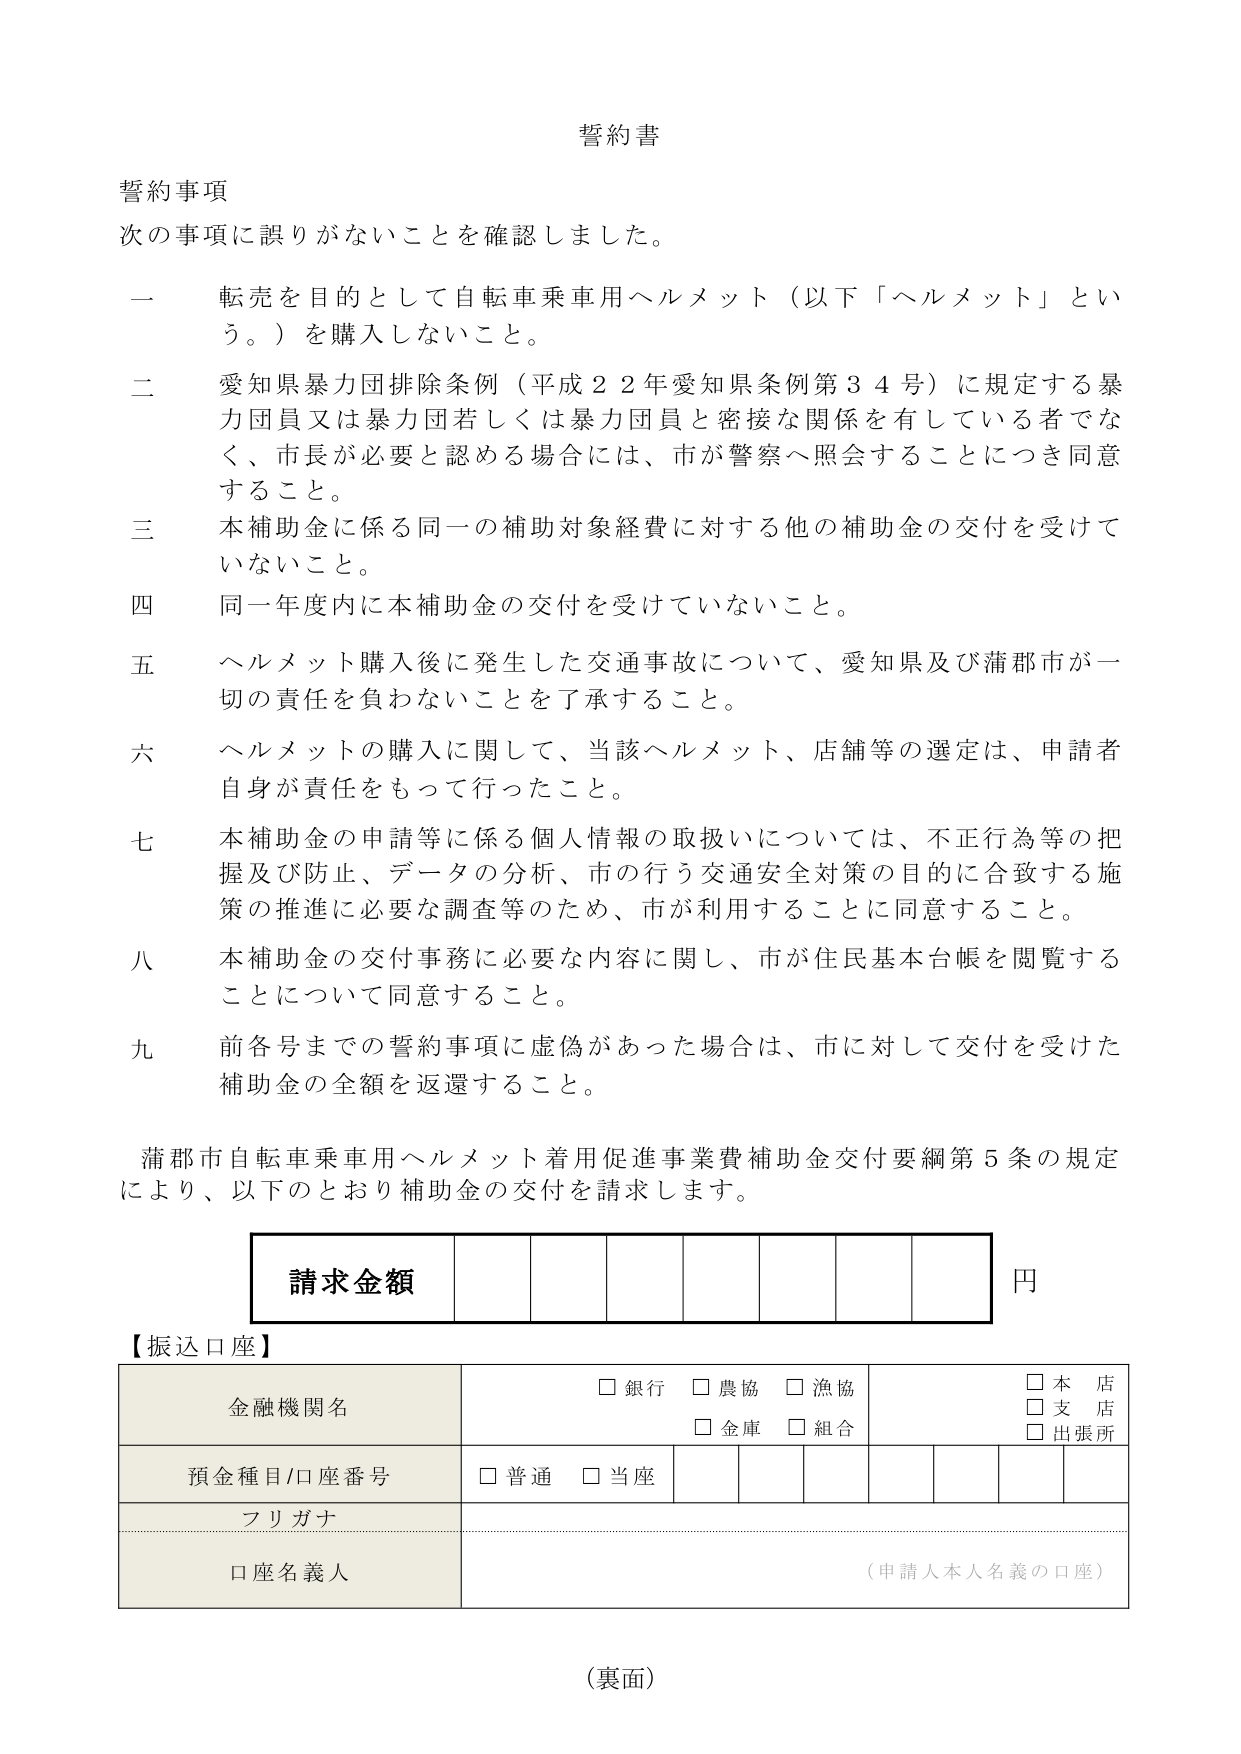 誓約書
誓約事項
次の事項に誤りがないことを確認しました。
一　転売を目的として自転車乗車用ヘルメット（以下「ヘルメット」とい
う。）を購入しないこと。
二　愛知県暴力団排除条例（平成２２年愛知県条例第３４号）に規定する暴
力団員又は暴力団若しくは暴力団員と密接な関係を有している者でな
く、市長が必要と認める場合には、市が警察へ照会することにつき同意
すること。
三　本補助金に係る同一の補助対象経費に対する他の補助金の交付を受けて
いないこと。
四　同一年度内に本補助金の交付を受けていないこと。
五　ヘルメット購入後に発生した交通事故について、愛知県及び蒲郡市が一
切の責任を負わないことを了承すること。
六　ヘルメットの購入に関して、当該ヘルメット、店舗等の選定は、申請者
自身が責任をもって行ったこと。
七　本補助金の申請等に係る個人情報の取扱いについては、不正行為等の把
握及び防止、データの分析、市の行う交通安全対策の目的に合致する施
策の推進に必要な調査等のため、市が利用することに同意すること。
八　本補助金の交付事務に必要な内容に関し、市が住民基本台帳を閲覧する
ことについて同意すること。
九　前各号までの誓約事項に虚偽があった場合は、市に対して交付を受けた
補助金の全額を返還すること。
蒲郡市自転車乗車用ヘルメット着用促進事業費補助金交付要綱第５条の規定
により、以下のとおり補助金の交付を請求します。
請求金額　円
【振込口座】
金融機関名　□銀行　□農協　□漁協
□金庫　□組合
□本　店
□支　店
□出張所
預金種目/口座番号　□普通　□当座
フリガナ
口座名義人　（申請人本人名義の口座）
（裏面）